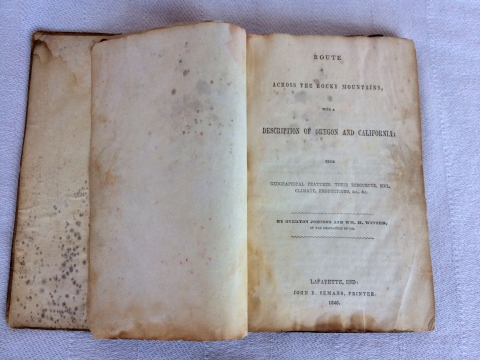 ROUTE
ACROSS THE ROCKY MOUNTAINS,
WITH A
DESCRIPTION OF OREGON AND CALIFORNIA;
THEIR
GEOGRAPHICAL FEATURES, THEIR RESOURCES, SOIL,
CLIMATE, PRODUCTIONS, &c., &c.
BY OVERTON JOHNSON AND WM. H. WINTER,
OF THE EMIGRATION OF 1843.
LAFAYETTE, IND:
JOHN B. SEMANS, PRINTER.
1846.